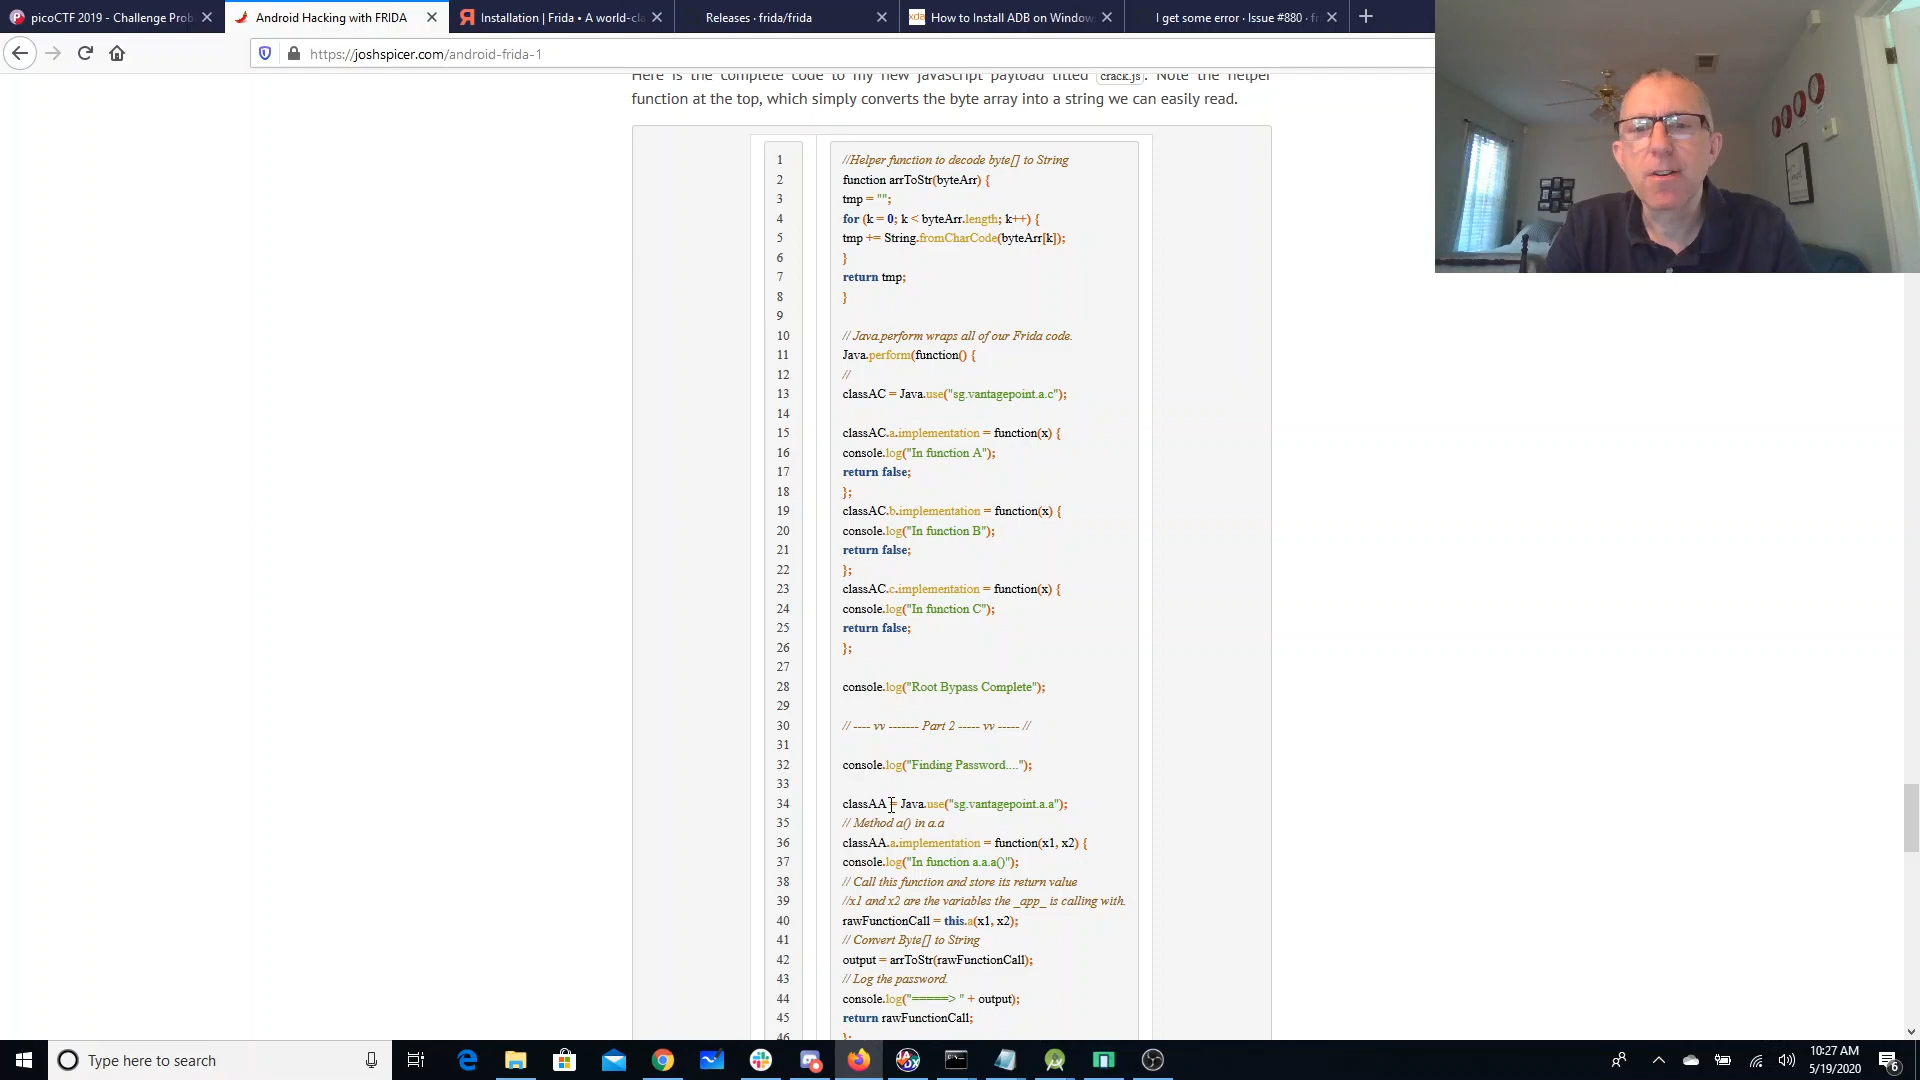 picoCTF 2019 - Challenge Prob
Android Hacking with FRIDA
Installation | Frida • A world-cla
Releases · frida/frida
xda
How to Install ADB on Window
I get some error · Issue #880 · fr
https://joshspicer.com/android-frida-1
Here is the complete code to my new javascript payload titled crack.js. Note the helper
function at the top, which simply converts the byte array into a string we can easily read.
1 //Helper function to decode byte[] to String
2 function arrToStr(byteArr) {
3 tmp = "";
4 for (k = 0; k < byteArr.length; k++) {
5 tmp += String.fromCharCode(byteArr[k]);
6 }
7 return tmp;
8 }
9
10 // Java.perform wraps all of our Frida code.
11 Java.perform(function() {
12 //
13 classAC = Java.use("sg.vantagepoint.a.c");
14
15 classAC.a.implementation = function(x) {
16 console.log("In function A");
17 return false;
18 };
19 classAC.b.implementation = function(x) {
20 console.log("In function B");
21 return false;
22 };
23 classAC.c.implementation = function(x) {
24 console.log("In function C");
25 return false;
26 };
27
28 console.log("Root Bypass Complete");
29
30 // ---- vv ------- Part 2 ----- vv ----- //
31
32 console.log("Finding Password....");
33
34 classAA = Java.use("sg.vantagepoint.a.a");
35 // Method a() in a.a
36 classAA.a.implementation = function(x1, x2) {
37 console.log("In function a.a.a()");
38 // Call this function and store its return value
39 //x1 and x2 are the variables the _app_ is calling with.
40 rawFunctionCall = this.a(x1, x2);
41 // Convert Byte[] to String
42 output = arrToStr(rawFunctionCall);
43 // Log the password.
44 console.log("=====> " + output);
45 return rawFunctionCall;
46 };
Type here to search
10:27 AM
5/19/2020
6